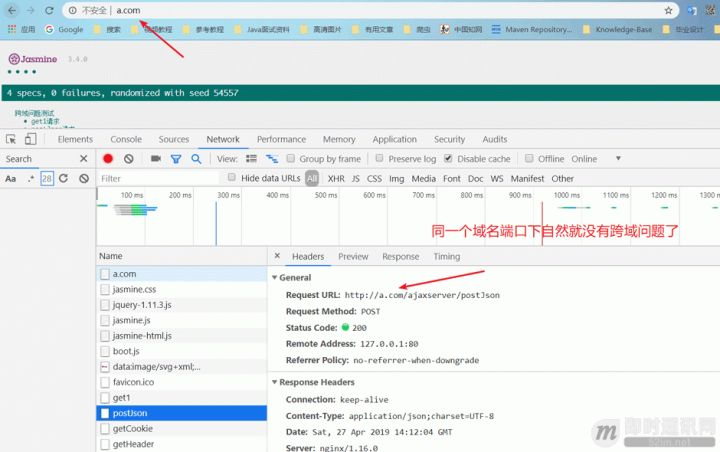 不安全 | a.com
应用 Google 搜索 视频教程 参考教程 Java面试资料 高清图片 有用文章 爬虫 中国知网 Maven Repository... Knowledge-Base 毕业设计
Jasmine 3.4.0
4 specs, 0 failures, randomized with seed 54557
跨域问题测试
get1请求
Elements Console Sources Network Performance Memory Application Security Audits
Search
View: Group by frame Preserve log Disable cache Offline Online
Aa .* 28
Filter Hide data URLs All XHR JS CSS Img Media Font Doc WS Manifest Other
100 ms 200 ms 300 ms 400 ms 500 ms 600 ms 700 ms 800 ms 900 ms 1000 ms 1100 ms 1200 ms 1300 m
同一个域名端口下自然就没有跨域问题了
Name
Headers Preview Response Timing
a.com
jasmine.css
jquery-1.11.3.js
jasmine.js
jasmine-html.js
boot.js
data:image/svg+xml;...
favicon.ico
get1
postJson
getCookie
getHeader
General
Request URL: http://a.com/ajaxserver/postJson
Request Method: POST
Status Code: 200
Remote Address: 127.0.0.1:80
Referrer Policy: no-referrer-when-downgrade
Response Headers
Connection: keep-alive
Content-Type: application/json;charset=UTF-8
Date: Sat, 27 Apr 2019 14:12:04 GMT
Server: nginx/1.16.0
即时通讯网
52im.net